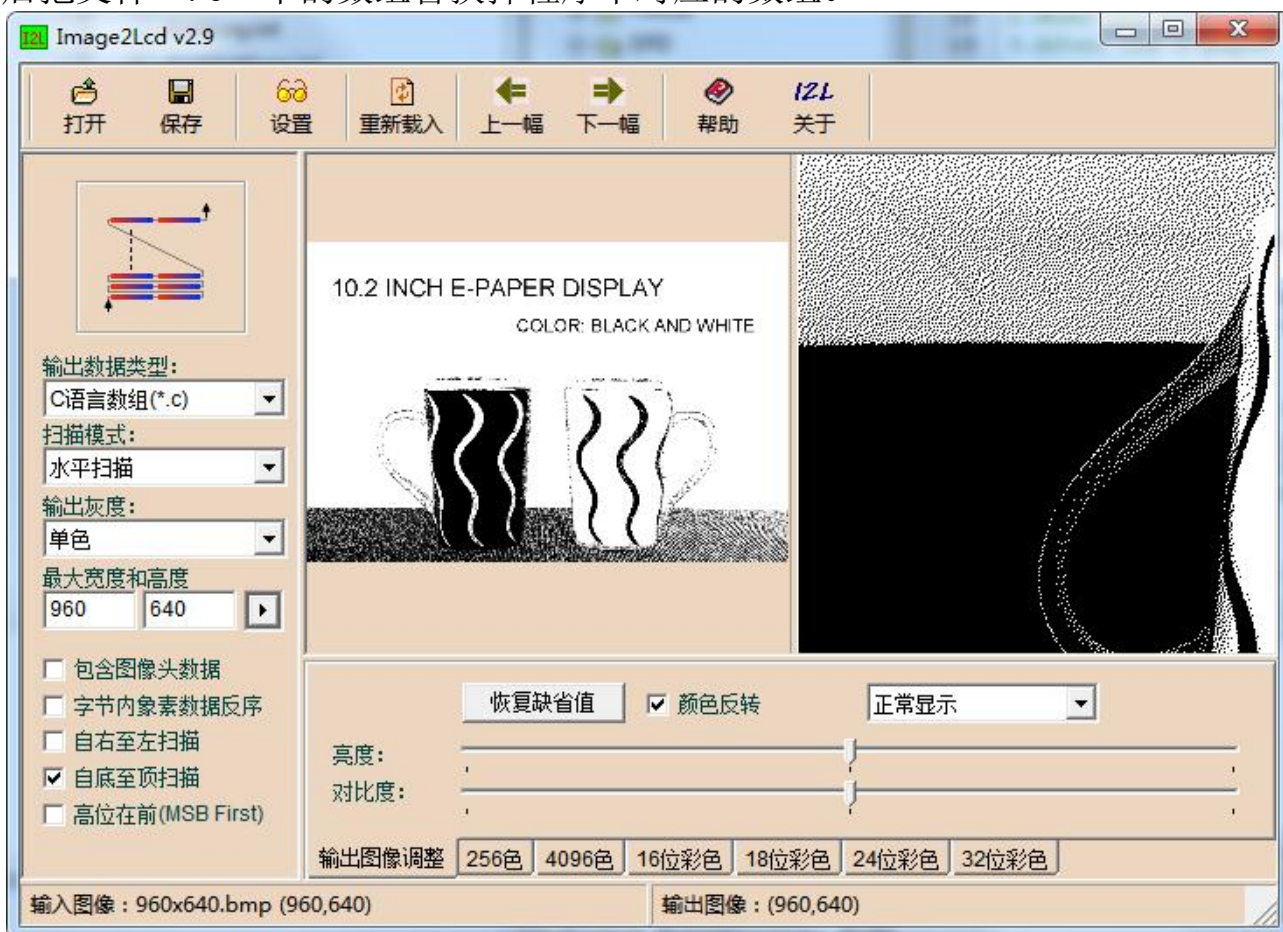 Image2Lcd v2.9
打开 保存 设置 重新载入 上一幅 下一幅 帮助 I2L 关于
10.2 INCH E-PAPER DISPLAY
COLOR: BLACK AND WHITE
输出数据类型:
C语言数组(*.c)
扫描模式:
水平扫描
输出灰度:
单色
最大宽度和高度
960 640
包含图像头数据
字节内象素数据反序
自右至左扫描
自底至顶扫描
高位在前(MSB First)
恢复缺省值 颜色反转 正常显示
亮度:
对比度:
输出图像调整 256色 4096色 16位彩色 18位彩色 24位彩色 32位彩色
输入图像:960x640.bmp (960,640) 输出图像:(960,640)